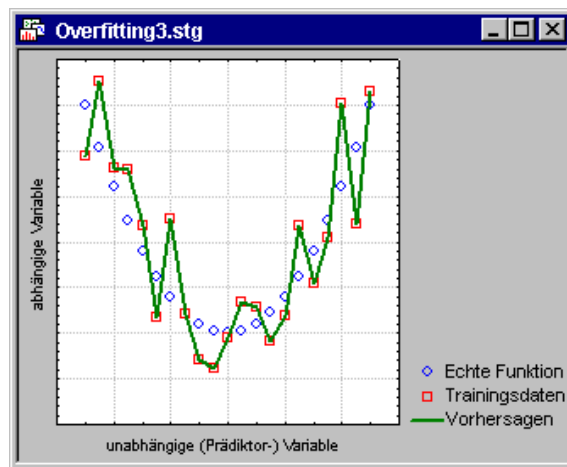 Overfitting3.stg
abhängige Variable
Echte Funktion
Trainingsdaten
Vorhersagen
unabhängige (Prädiktor-) Variable